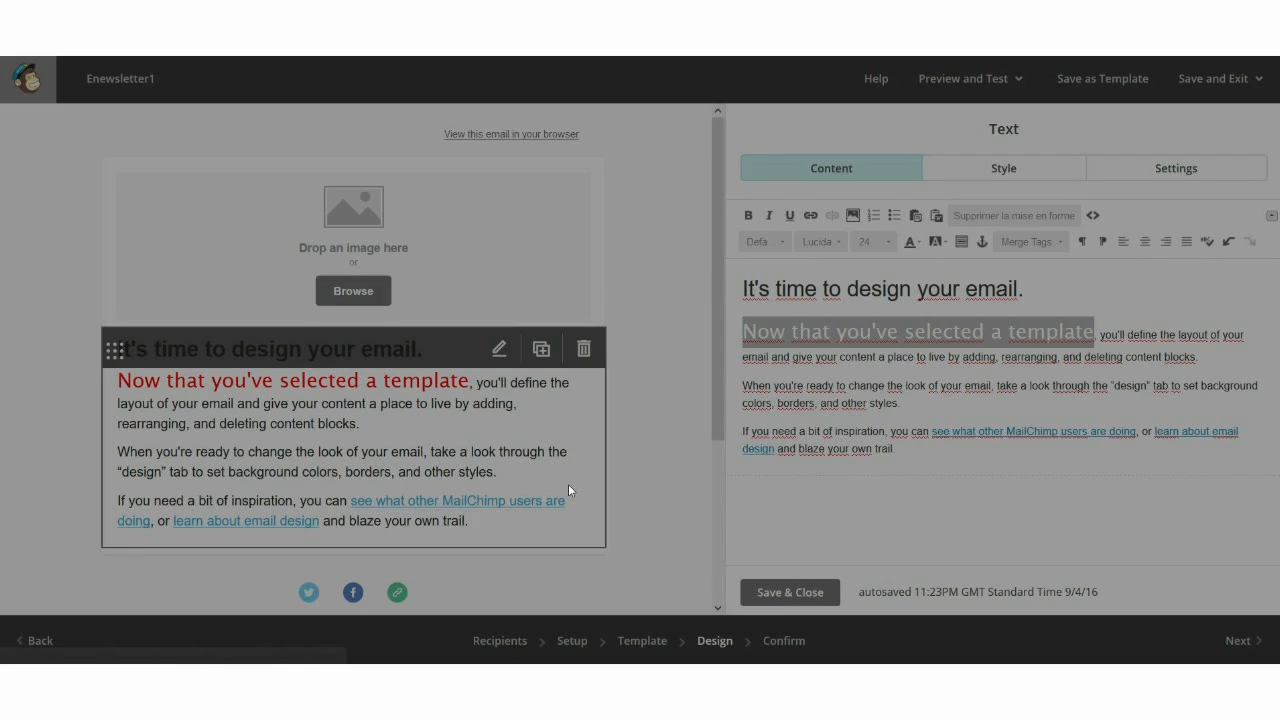 Enewsletter1
Help
Preview and Test
Save as Template
Save and Exit
View this email in your browser
Drop an image here
or
Browse
It's time to design your email.
Now that you've selected a template, you'll define the
layout of your email and give your content a place to live by adding,
rearranging, and deleting content blocks.
When you're ready to change the look of your email, take a look through the
“design” tab to set background colors, borders, and other styles.
If you need a bit of inspiration, you can see what other MailChimp users are
doing, or learn about email design and blaze your own trail.
Text
Content
Style
Settings
B I U
Supprimer la mise en forme
Defa...
Lucida
24
A
A
Merge Tags
It's time to design your email.
Now that you've selected a template, you'll define the layout of your
email and give your content a place to live by adding, rearranging, and deleting content blocks.
When you're ready to change the look of your email, take a look through the “design” tab to set background
colors, borders, and other styles.
If you need a bit of inspiration, you can see what other MailChimp users are doing, or learn about email
design and blaze your own trail.
Save & Close
autosaved 11:23PM GMT Standard Time 9/4/16
Back
Recipients
Setup
Template
Design
Confirm
Next